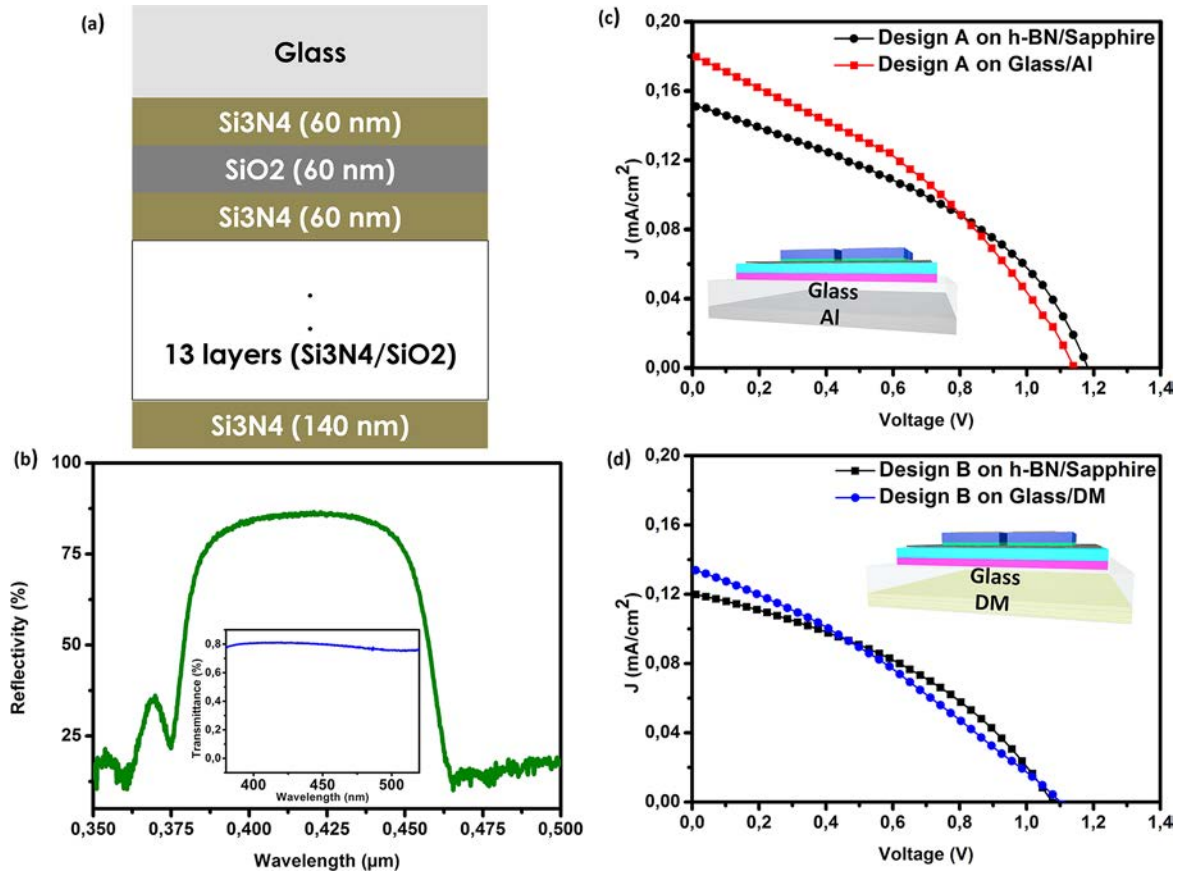 (a)
Glass
Si3N4 (60 nm)
SiO2 (60 nm)
Si3N4 (60 nm)
13 layers (Si3N4/SiO2)
Si3N4 (140 nm)
(b)
100
75
50
25
Reflectivity (%)
0,350 0,375 0,400 0,425 0,450 0,475 0,500
Wavelength (µm)
0,8
0,6
0,4
0,2
0,0
Transmittance (%)
400 450 500
Wavelength (nm)
(c)
0,20
0,16
0,12
0,08
0,04
0,00
J (mA/cm²)
Design A on h-BN/Sapphire
Design A on Glass/Al
Glass
Al
0,0 0,2 0,4 0,6 0,8 1,0 1,2 1,4
Voltage (V)
(d)
0,20
0,16
0,12
0,08
0,04
0,00
J (mA/cm²)
Design B on h-BN/Sapphire
Design B on Glass/DM
Glass
DM
0,0 0,2 0,4 0,6 0,8 1,0 1,2 1,4
Voltage (V)